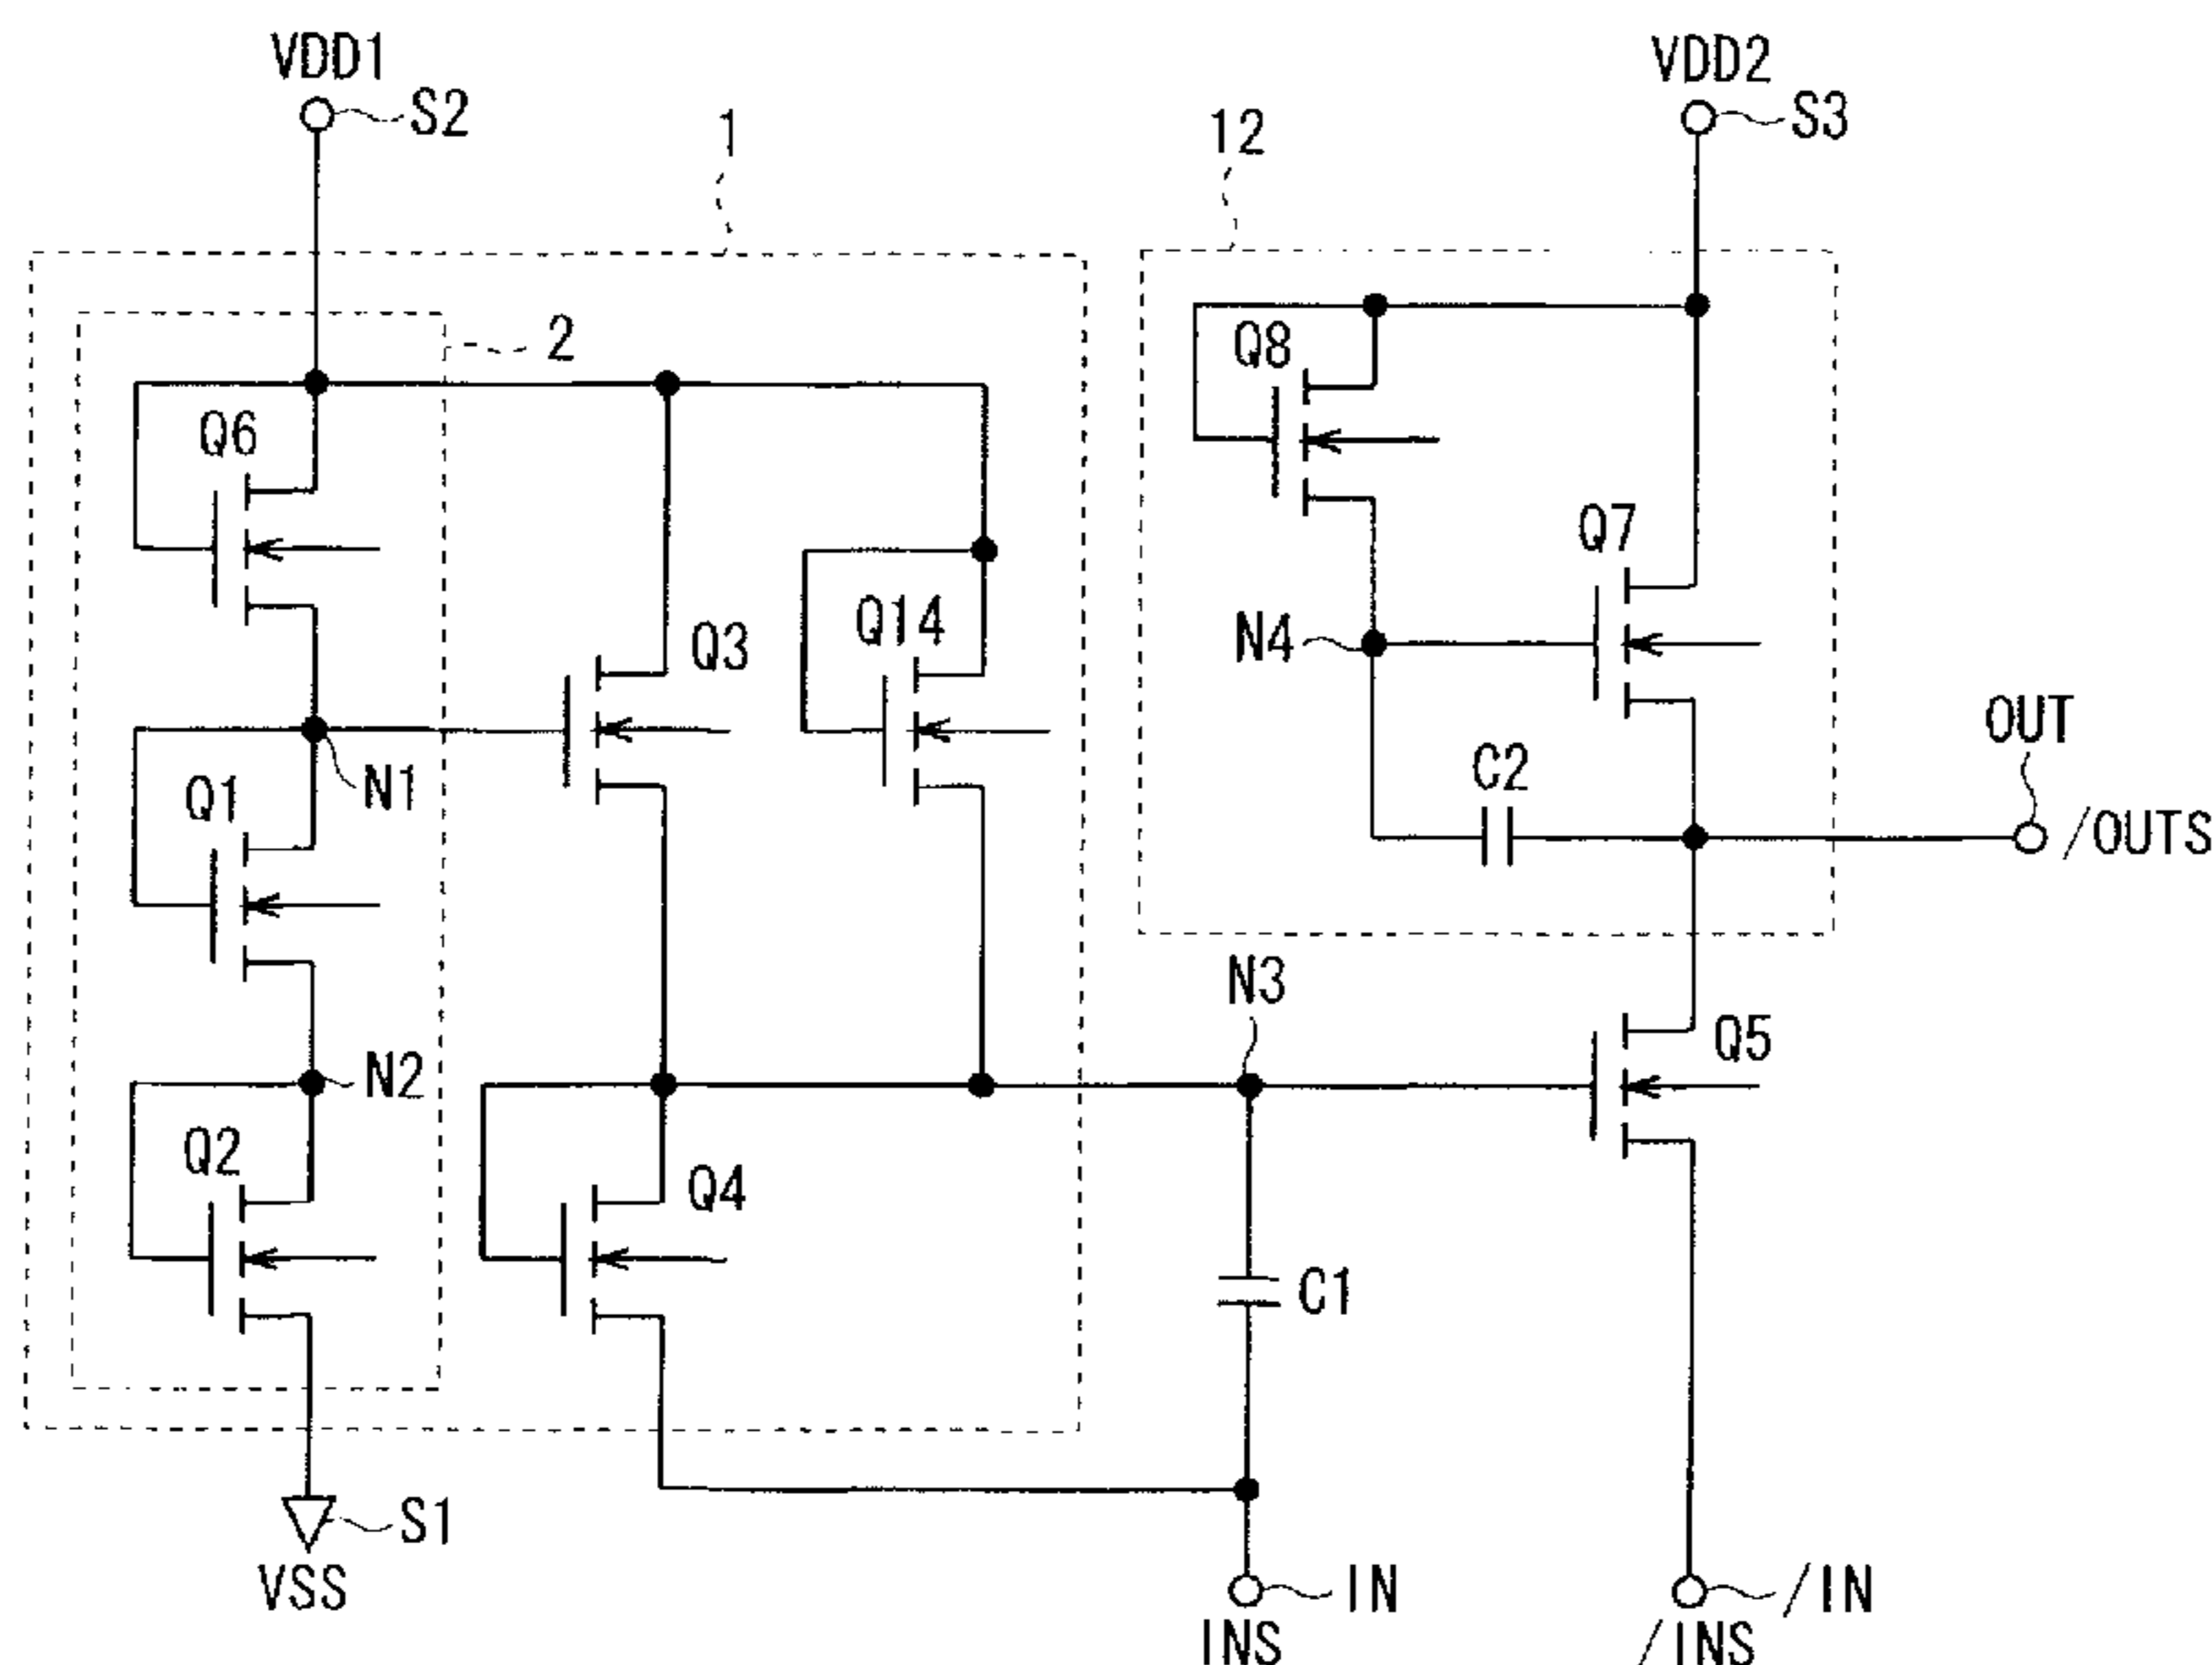 VDD1
VDD2
S2
S3
1
12
2
Q8
Q6
Q7
Q14
Q3
N4
OUT
C2
/OUTS
Q1
N1
N3
Q5
N2
Q2
Q4
C1
S1
VSS
IN
/IN
INS
/INS